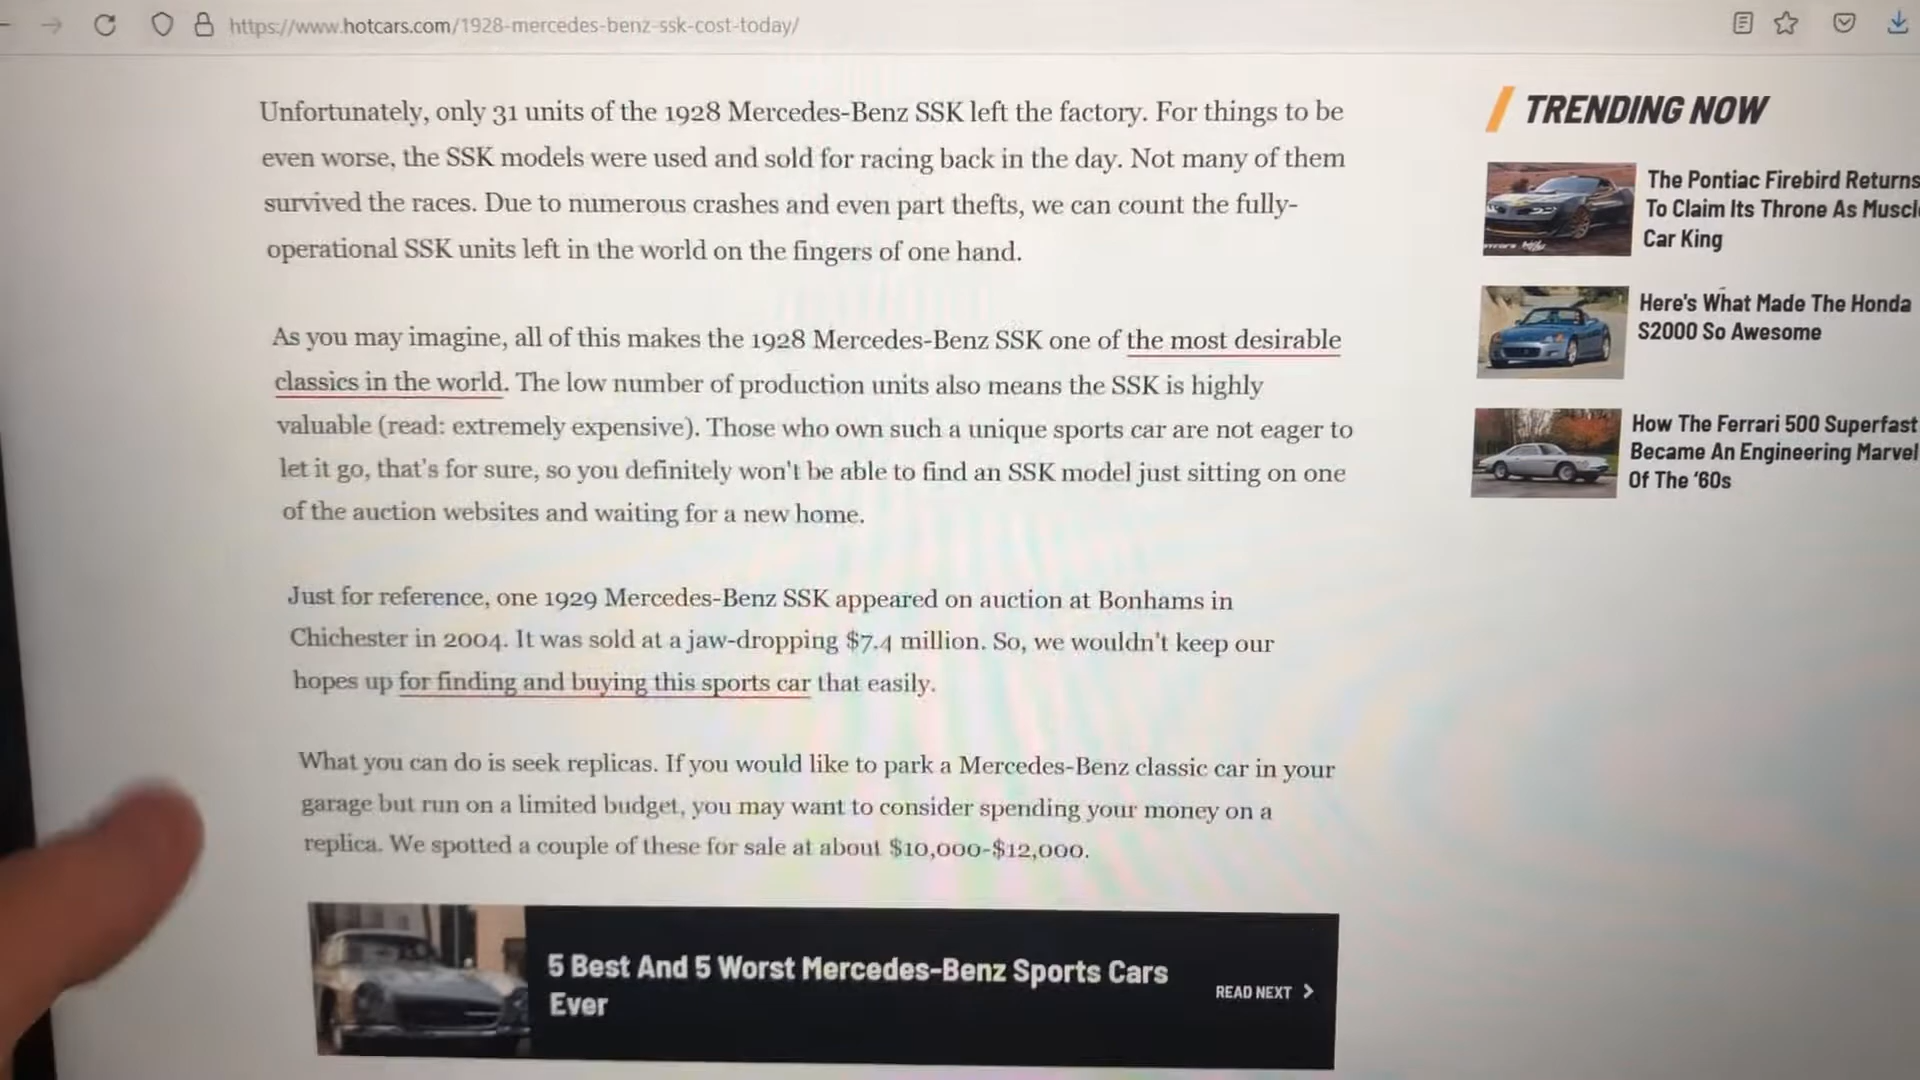 https://www.hotcars.com/1928-mercedes-benz-ssk-cost-today/
Unfortunately, only 31 units of the 1928 Mercedes-Benz SSK left the factory. For things to be
even worse, the SSK models were used and sold for racing back in the day. Not many of them
survived the races. Due to numerous crashes and even part thefts, we can count the fully-
operational SSK units left in the world on the fingers of one hand.
As you may imagine, all of this makes the 1928 Mercedes-Benz SSK one of the most desirable
classics in the world. The low number of production units also means the SSK is highly
valuable (read: extremely expensive). Those who own such a unique sports car are not eager to
let it go, that's for sure, so you definitely won't be able to find an SSK model just sitting on one
of the auction websites and waiting for a new home.
Just for reference, one 1929 Mercedes-Benz SSK appeared on auction at Bonhams in
Chichester in 2004. It was sold at a jaw-dropping $7.4 million. So, we wouldn't keep our
hopes up for finding and buying this sports car that easily.
What you can do is seek replicas. If you would like to park a Mercedes-Benz classic car in your
garage but run on a limited budget, you may want to consider spending your money on a
replica. We spotted a couple of these for sale at about $10,000-$12,000.
5 Best And 5 Worst Mercedes-Benz Sports Cars
Ever
READ NEXT
TRENDING NOW
The Pontiac Firebird Returns
To Claim Its Throne As Muscl
Car King
Here's What Made The Honda
S2000 So Awesome
How The Ferrari 500 Superfast
Became An Engineering Marvel
Of The '60s